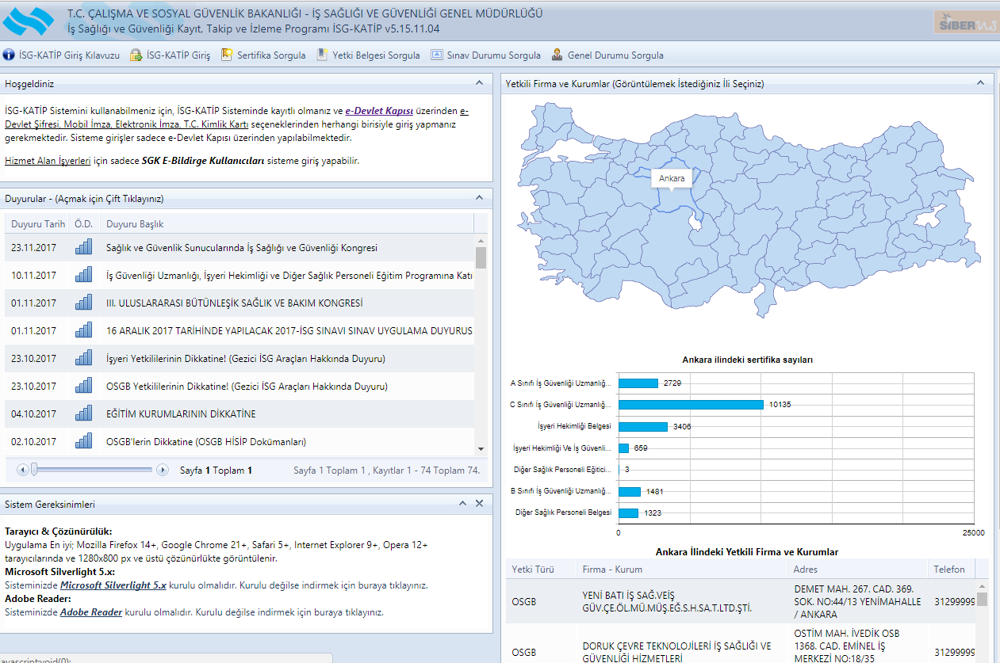 T.C. ÇALIŞMA VE SOSYAL GÜVENLİK BAKANLIĞI - İŞ SAĞLIĞI VE GÜVENLİĞİ GENEL MÜDÜRLÜĞÜ
İş Sağlığı ve Güvenliği Kayıt, Takip ve İzleme Programı İSG-KATİP v5.15.11.04
SİBERNS
İSG-KATİP Giriş Kılavuzu
İSG-KATİP Giriş
Sertifika Sorgula
Yetki Belgesi Sorgula
Sınav Durumu Sorgula
Genel Durumu Sorgula
Hoşgeldiniz
İSG-KATİP Sistemini kullanabilmeniz için, İSG-KATİP Sisteminde kayıtlı olmanız ve e-Devlet Kapısı üzerinden e-
Devlet Şifresi, Mobil İmza, Elektronik İmza, T.C. Kimlik Kartı seçeneklerinden herhangi birisiyle giriş yapmanız
gerekmektedir. Sisteme girişler sadece e-Devlet Kapısı üzerinden yapılabilmektedir.
Hizmet Alan İşyerleri için sadece SGK E-Bildirge Kullanıcıları sisteme giriş yapabilir.
Duyurular - (Açmak için Çift Tıklayınız)
Duyuru Tarih Ö.D. Duyuru Başlık
23.11.2017 Sağlık ve Güvenlik Sunucularında İş Sağlığı ve Güvenliği Kongresi
10.11.2017 İş Güvenliği Uzmanlığı, İşyeri Hekimliği ve Diğer Sağlık Personeli Eğitim Programına Katı
01.11.2017 III. ULUSLARARASI BÜTÜNLEŞİK SAĞLIK VE BAKIM KONGRESİ
01.11.2017 16 ARALIK 2017 TARİHİNDE YAPILACAK 2017-İSG SINAVI SINAV UYGULAMA DUYURUS
23.10.2017 İşyeri Yetkililerinin Dikkatine! (Gezici İSG Araçları Hakkında Duyuru)
23.10.2017 OSGB Yetkililerinin Dikkatine! (Gezici İSG Araçları Hakkında Duyuru)
04.10.2017 EĞİTİM KURUMLARININ DİKKATİNE
02.10.2017 OSGB'lerin Dikkatine (OSGB HİSİP Dokümanları)
Sayfa 1 Toplam 1
Sayfa 1 Toplam 1 , Kayıtlar 1 - 74 Toplam 74.
Sistem Gereksinimleri
Tarayıcı & Çözünürülük:
Uygulama En iyi; Mozilla Firefox 14+, Google Chrome 21+, Safari 5+, Internet Explorer 9+, Opera 12+
tarayıcılarında ve 1280x800 px ve üstü çözünürlükte görüntülenir.
Microsoft Silverlight 5.x:
Sisteminizde Microsoft Silverlight 5.x kurulu olmalıdır. Kurulu değilse indirmek için buraya tıklayınız.
Adobe Reader:
Sisteminizde Adobe Reader kurulu olmalıdır. Kurulu değilse indirmek için buraya tıklayınız.
javascript:void(0);
Yetkili Firma ve Kurumlar (Görüntülemek İstediğiniz İli Seçiniz)
Ankara
Ankara ilindeki sertifika sayıları
A Sınıfı İş Güvenliği Uzmanlığ... 2729
C Sınıfı İş Güvenliği Uzmanlığ... 10135
İşyeri Hekimliği Belgesi 3406
İşyeri Hekimliği Ve İş Güvenli... 659
Diğer Sağlık Personeli Eğitici... 3
B Sınıfı İş Güvenliği Uzmanlığ... 1481
Diğer Sağlık Personeli Belgesi 1323
0 25000
Ankara İlindeki Yetkili Firma ve Kurumlar
Yetki Türü Firma - Kurum Adres Telefon
OSGB
YENİ BATI İŞ SAĞ.VEİŞ
GÜV.ÇE.ÖL.MÜ.MÜŞ.EĞ.S.H.SA.T.LTD.ŞTİ.
DEMET MAH. 267. CAD. 369.
SOK. NO:44/13 YENİMAHALLE
/ ANKARA
31299999
OSGB
DORUK ÇEVRE TEKNOLOJİLERİ İŞ SAĞLIĞI VE
GÜVENLİĞİ HİZMETLERİ
OSTİM MAH. İVEDİK OSB
1368. CAD. EMİNEL İŞ
MERKEZİ NO:18/35
31299999